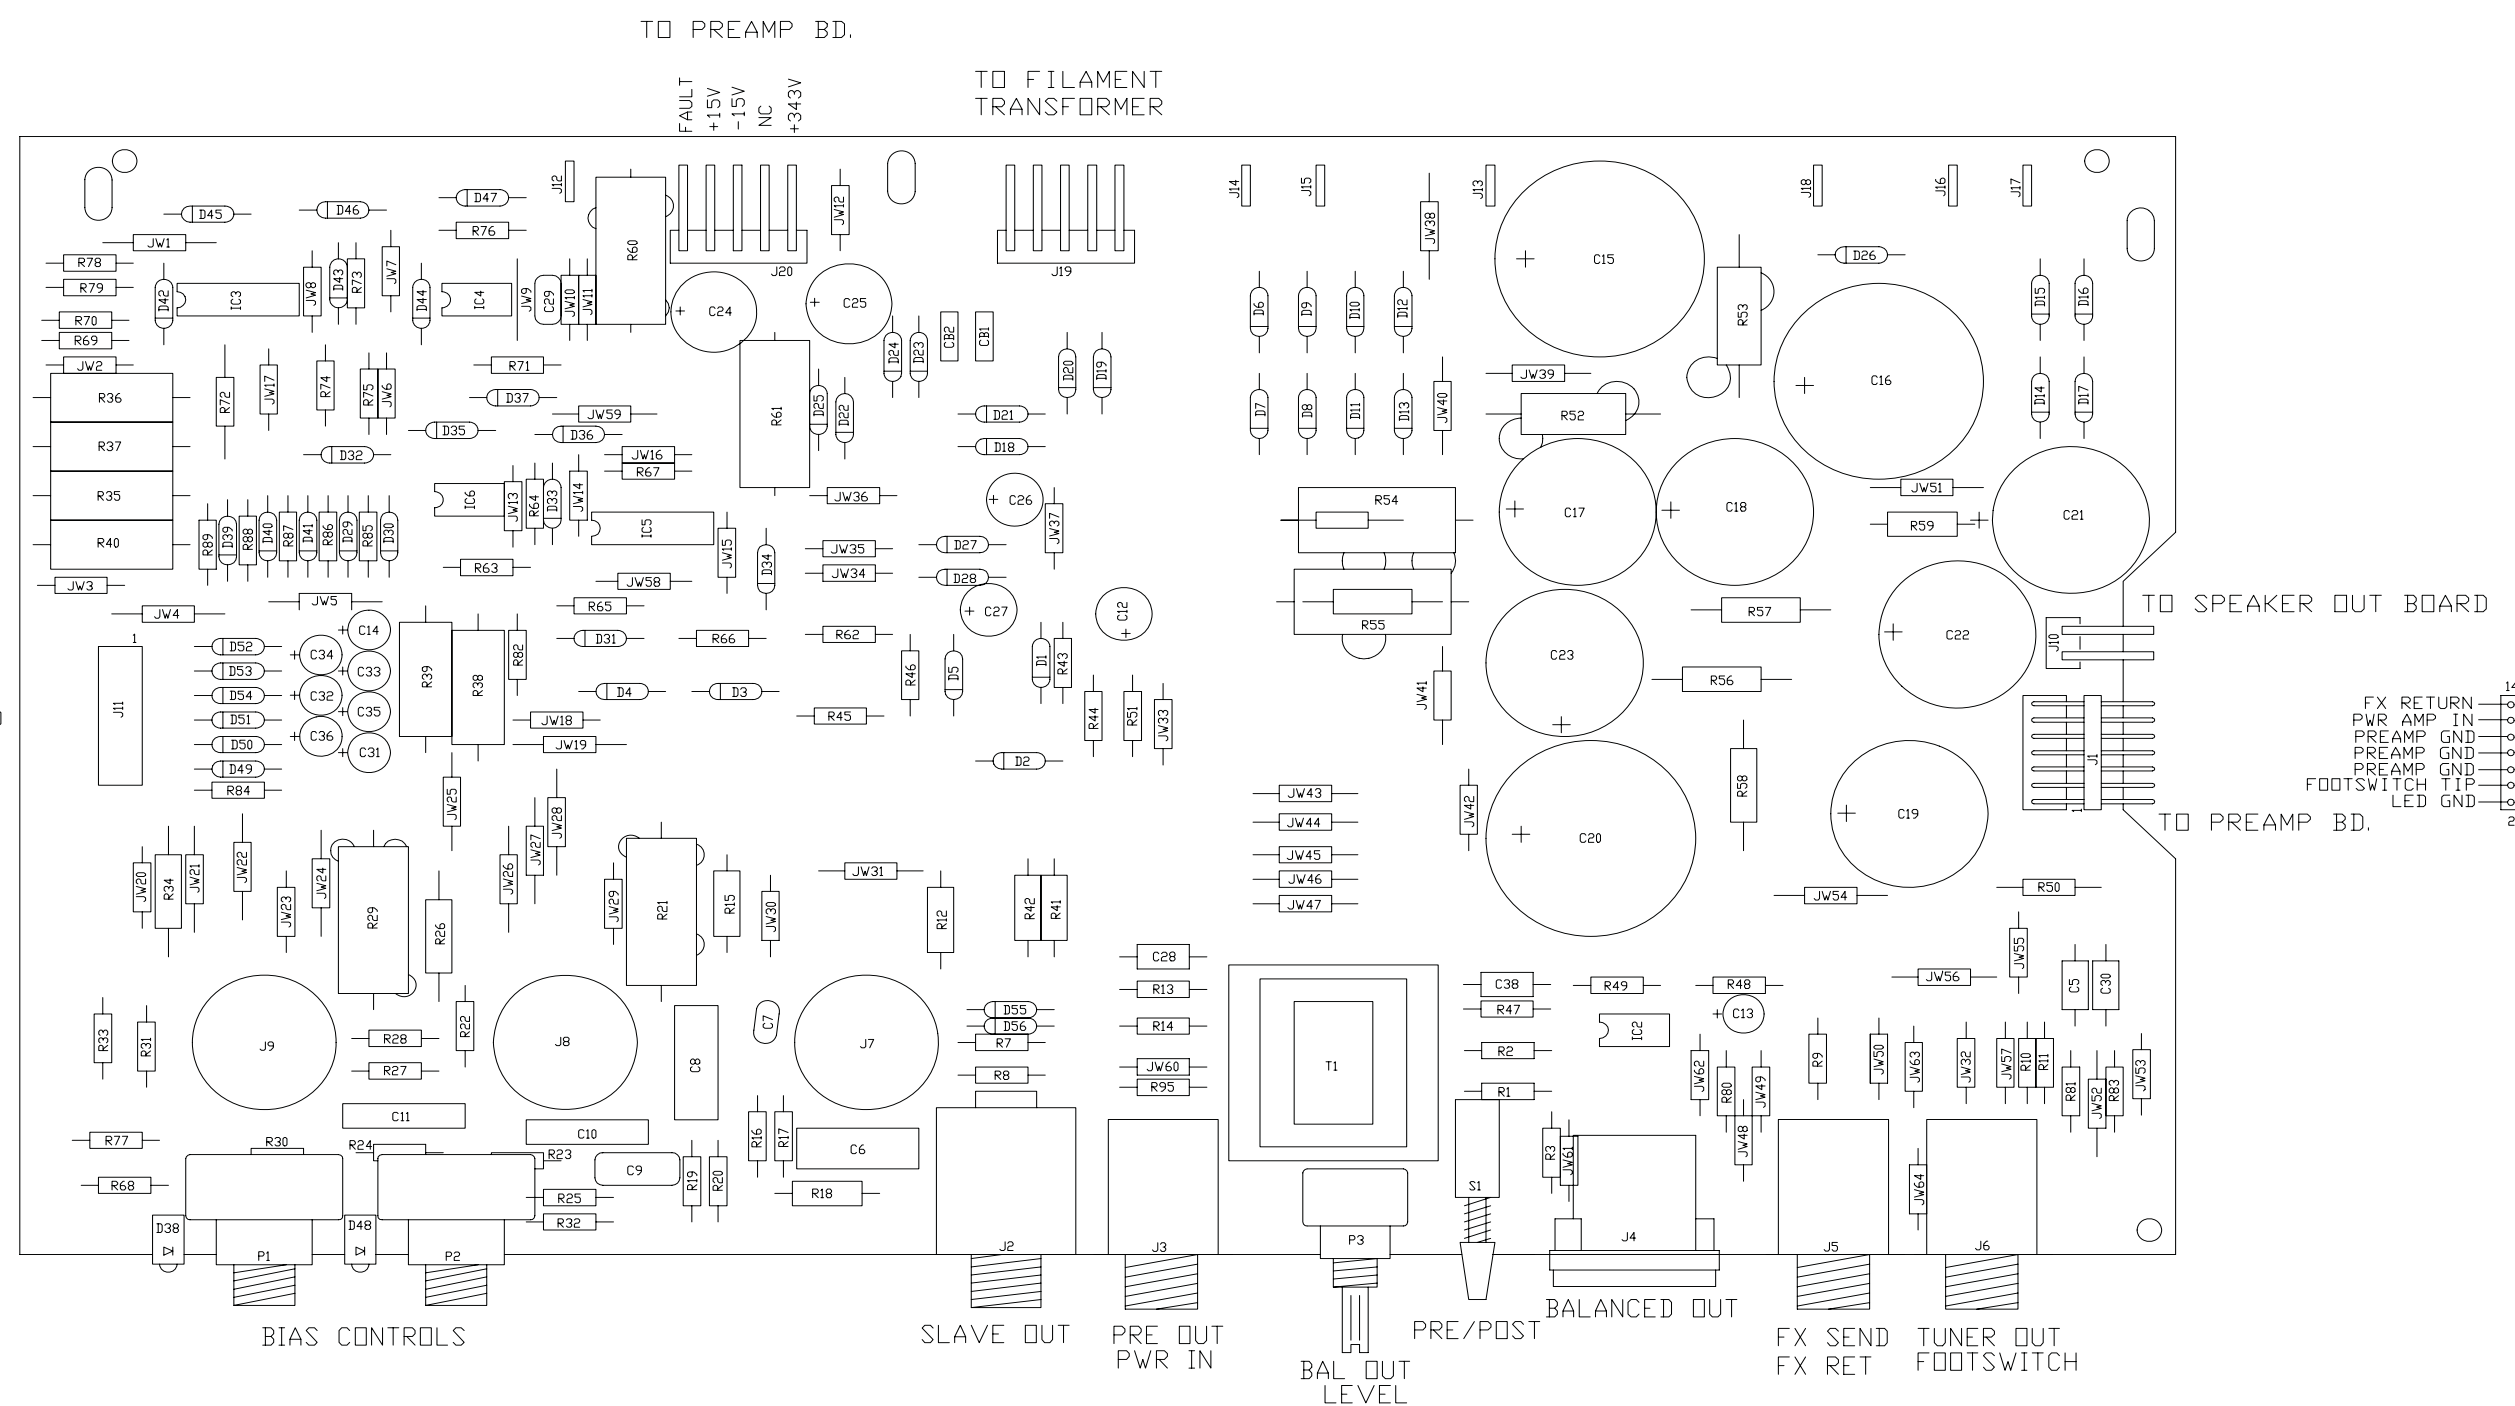 TO PREAMP BD.
TO FILAMENT
TRANSFORMER
FAULT
+15V
-15V
NC
+343V
J12
J14
J15
J13
J18
J16
J17
D45
D46
D47
JW12
JW38
JW1
R76
R60
R78
R79
D42
IC3
JW8
D43
R73
JW7
D44
IC4
JW9
C29
JW10
JW11
J20
J19
C24
C25
C15
D26
R53
D6
D9
D10
D12
D15
D16
R70
R69
JW2
D24
D23
CB2
CB1
C16
R36
R37
R35
R40
R72
JW17
R74
R75
JW6
R71
D37
JW59
D35
D36
D32
JW16
R67
R61
D25
D22
D20
D19
D21
D18
D7
D8
D11
D13
JW40
JW39
R52
D14
D17
R89
D39
R88
D40
R87
D41
R86
D29
R85
D30
IC6
JW13
R64
D33
JW14
IC5
JW15
D34
JW36
C26
JW37
R54
C17
C18
JW51
R59
C21
R63
JW58
JW35
JW34
D27
D28
JW3
JW4
JW5
R65
C27
C12
R55
R57
C22
TO SPEAKER OUT BOARD
J10
1
J11
D52
D53
D54
D51
D50
D49
R84
C14
C34
C33
C32
C35
C36
C31
R39
R38
R82
D31
R66
R62
R46
D5
D1
R43
D4
D3
JW18
JW19
R45
R44
R51
JW33
D2
JW41
C23
R56
J1
1
14
FX RETURN
PWR AMP IN
PREAMP GND
PREAMP GND
PREAMP GND
FOOTSWITCH TIP
LED GND
2
TO PREAMP BD.
JW25
JW28
JW27
JW26
JW43
JW44
JW45
JW46
JW47
JW42
C20
R58
C19
JW20
R34
JW21
JW22
JW23
JW24
R29
R26
JW29
R21
R15
JW30
JW31
R12
R42
R41
JW54
R50
C28
R13
R14
JW60
R95
C38
R47
R49
R48
JW56
JW55
C5
C30
R33
R31
J9
R28
R27
R22
J8
C8
C7
J7
D55
D56
R7
R8
T1
R2
R1
IC2
C13
JW62
R80
JW49
JW48
R9
JW50
JW63
JW32
JW57
R10
R11
R81
JW52
R83
JW53
C11
C10
R77
R30
R24
R23
R68
C9
R25
R32
R19
R20
R16
R17
C6
R18
S1
R3
JW61
JW64
D38
P1
D48
P2
J2
J3
P3
J4
J5
J6
BIAS CONTROLS
SLAVE OUT
PRE OUT
PWR IN
BAL OUT
LEVEL
PRE/POST
BALANCED OUT
FX SEND
FX RET
TUNER OUT
FOOTSWITCH